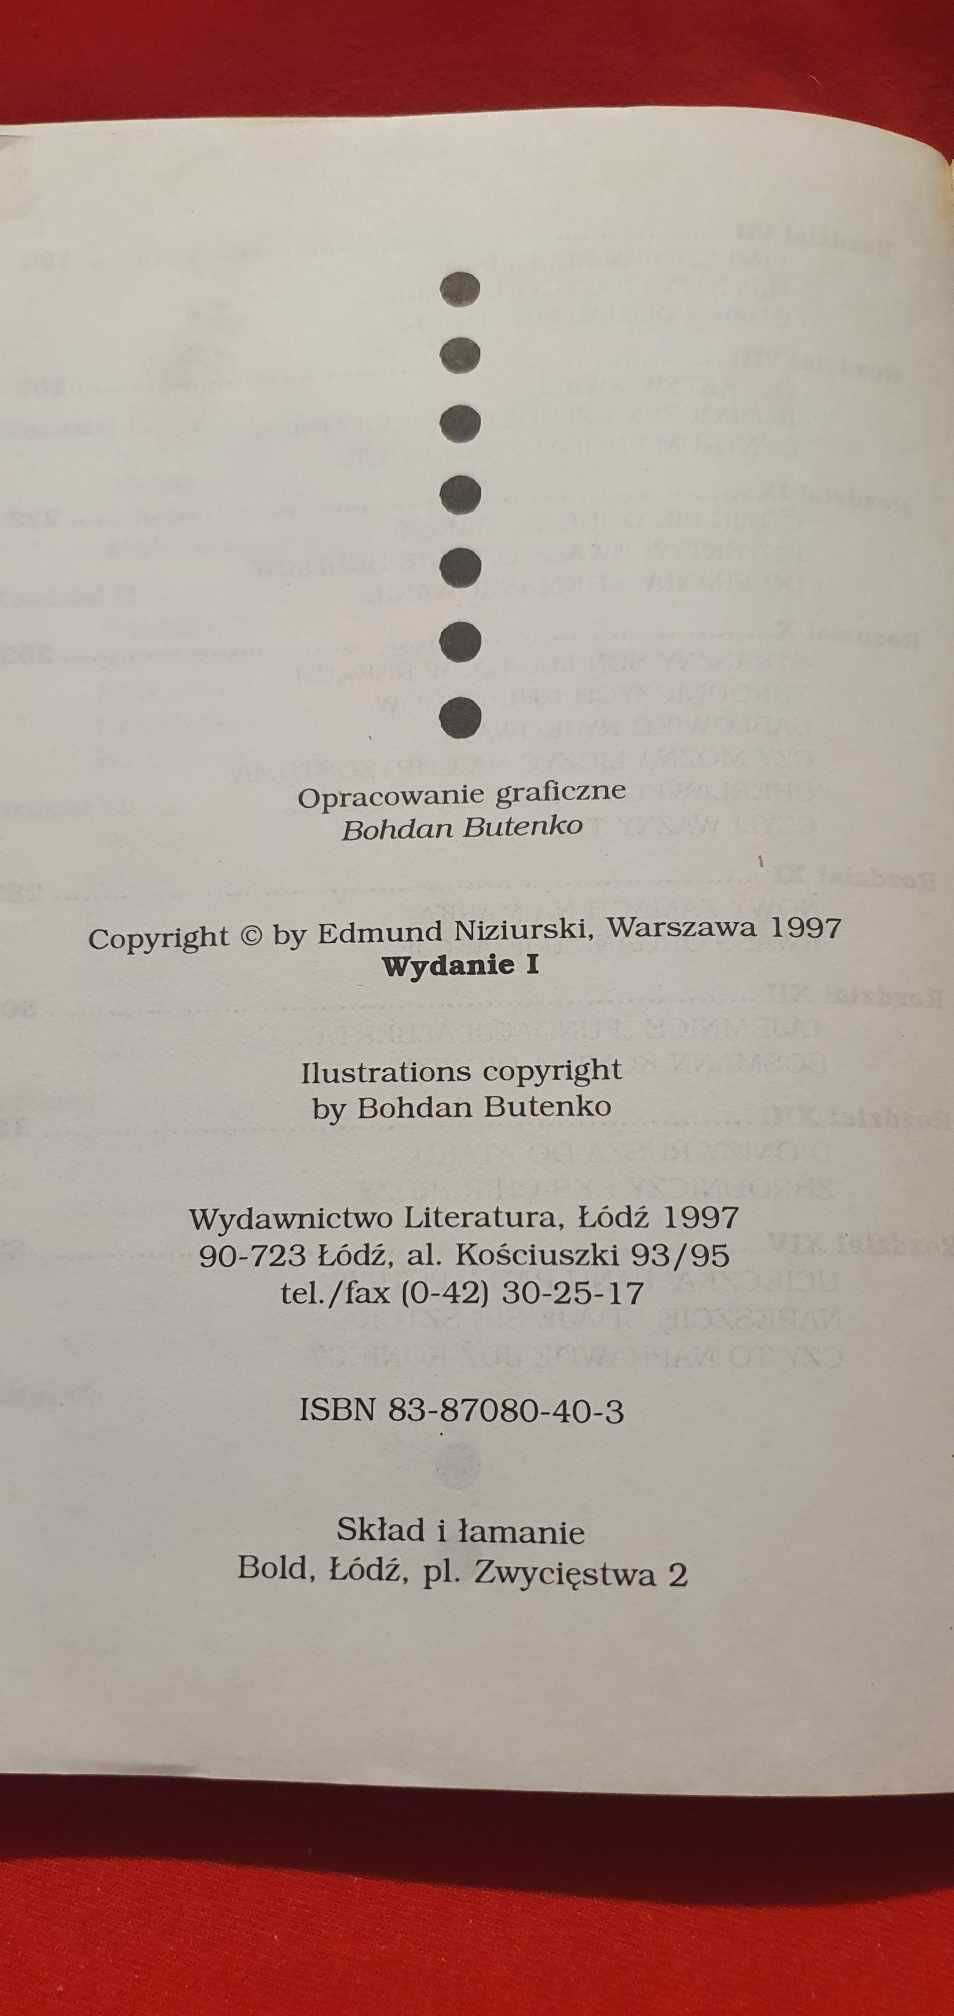 Opracowanie graficzne
Bohdan Butenko
Copyright © by Edmund Niziurski, Warszawa 1997
Wydanie I
Ilustrations copyright
by Bohdan Butenko
Wydawnictwo Literatura, Łódź 1997
90-723 Łódź, al. Kościuszki 93/95
tel./fax (0-42) 30-25-17
ISBN 83-87080-40-3
Skład i łamanie
Bold, Łódź, pl. Zwycięstwa 2